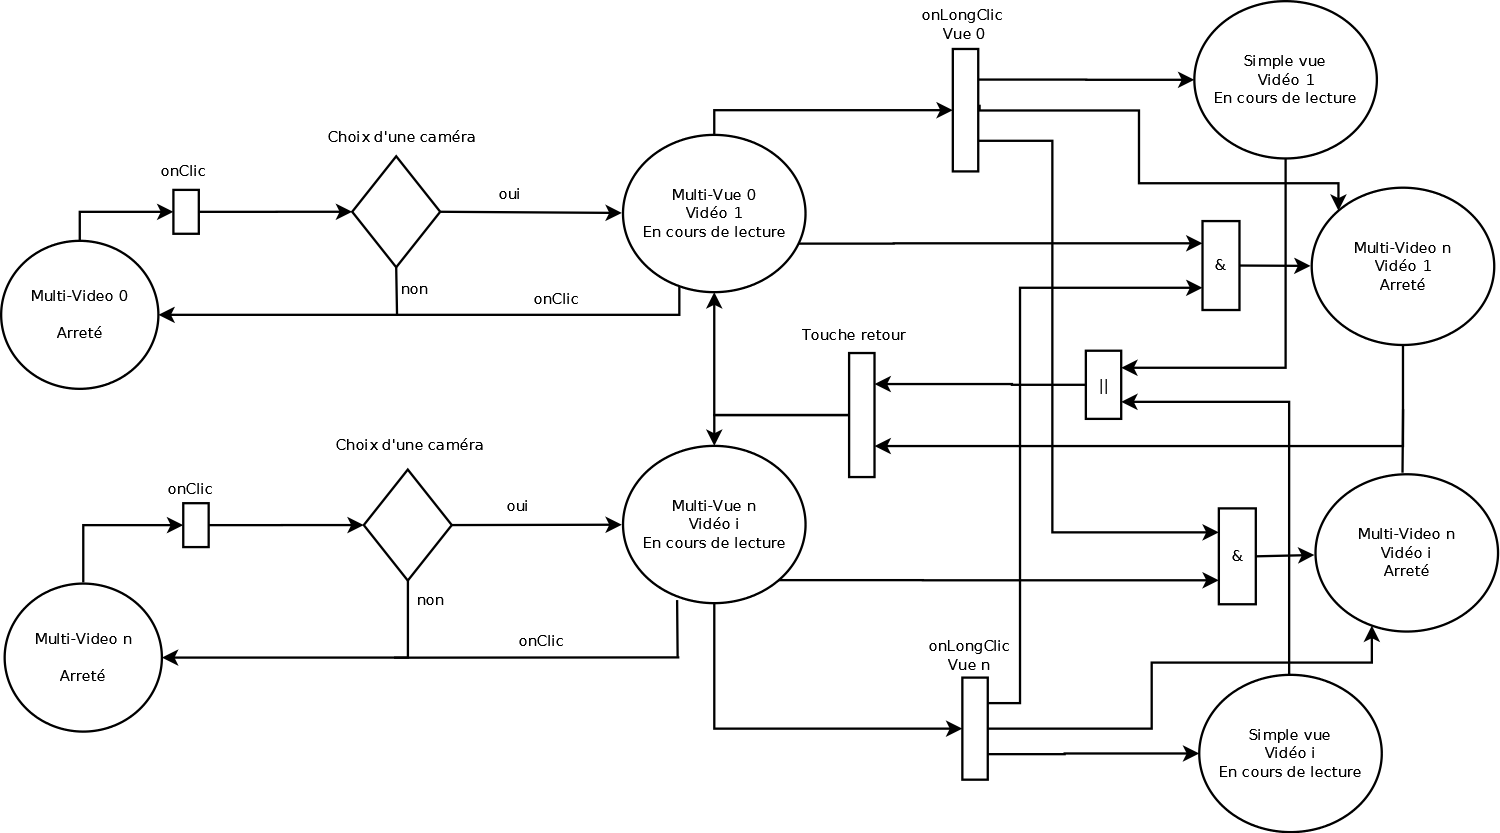 onLongClic
Vue 0
Simple vue
Vidéo 1
En cours de lecture
Choix d'une caméra
onClic
oui
Multi-Vue 0
Vidéo 1
En cours de lecture
Multi-Video n
Vidéo 1
Arreté
&
Multi-Video 0
Arreté
non
onClic
Touche retour
||
Choix d'une caméra
onClic
oui
Multi-Vue n
Vidéo i
En cours de lecture
Multi-Video n
Vidéo i
Arreté
&
non
onClic
Multi-Video n
Arreté
onLongClic
Vue n
Simple vue
Vidéo i
En cours de lecture